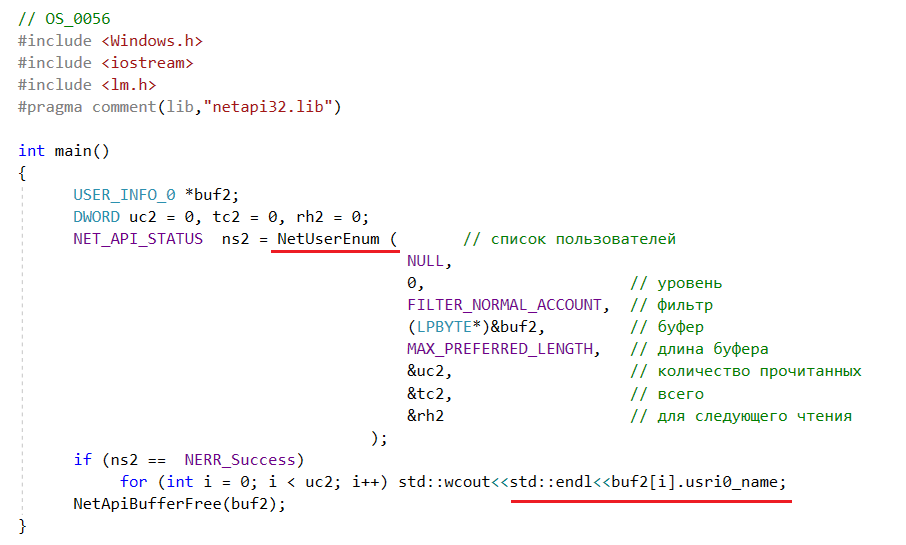 // OS_0056
#include <Windows.h>
#include <iostream>
#include <lm.h>
#pragma comment(lib,"netapi32.lib")
int main()
{
USER_INFO_0 *buf2;
DWORD uc2 = 0, tc2 = 0, rh2 = 0;
NET_API_STATUS  ns2 = NetUserEnum (       // список пользователей
NULL,
0,                       // уровень
FILTER_NORMAL_ACCOUNT,  // фильтр
(LPBYTE*)&buf2,         // буфер
MAX_PREFERRED_LENGTH,   // длина буфера
&uc2,                   // количество прочитанных
&tc2,                   // всего
&rh2                    // для следующего чтения
);
if (ns2 ==  NERR_Success)
for (int i = 0; i < uc2; i++) std::wcout<<std::endl<<buf2[i].usri0_name;
NetApiBufferFree(buf2);
}